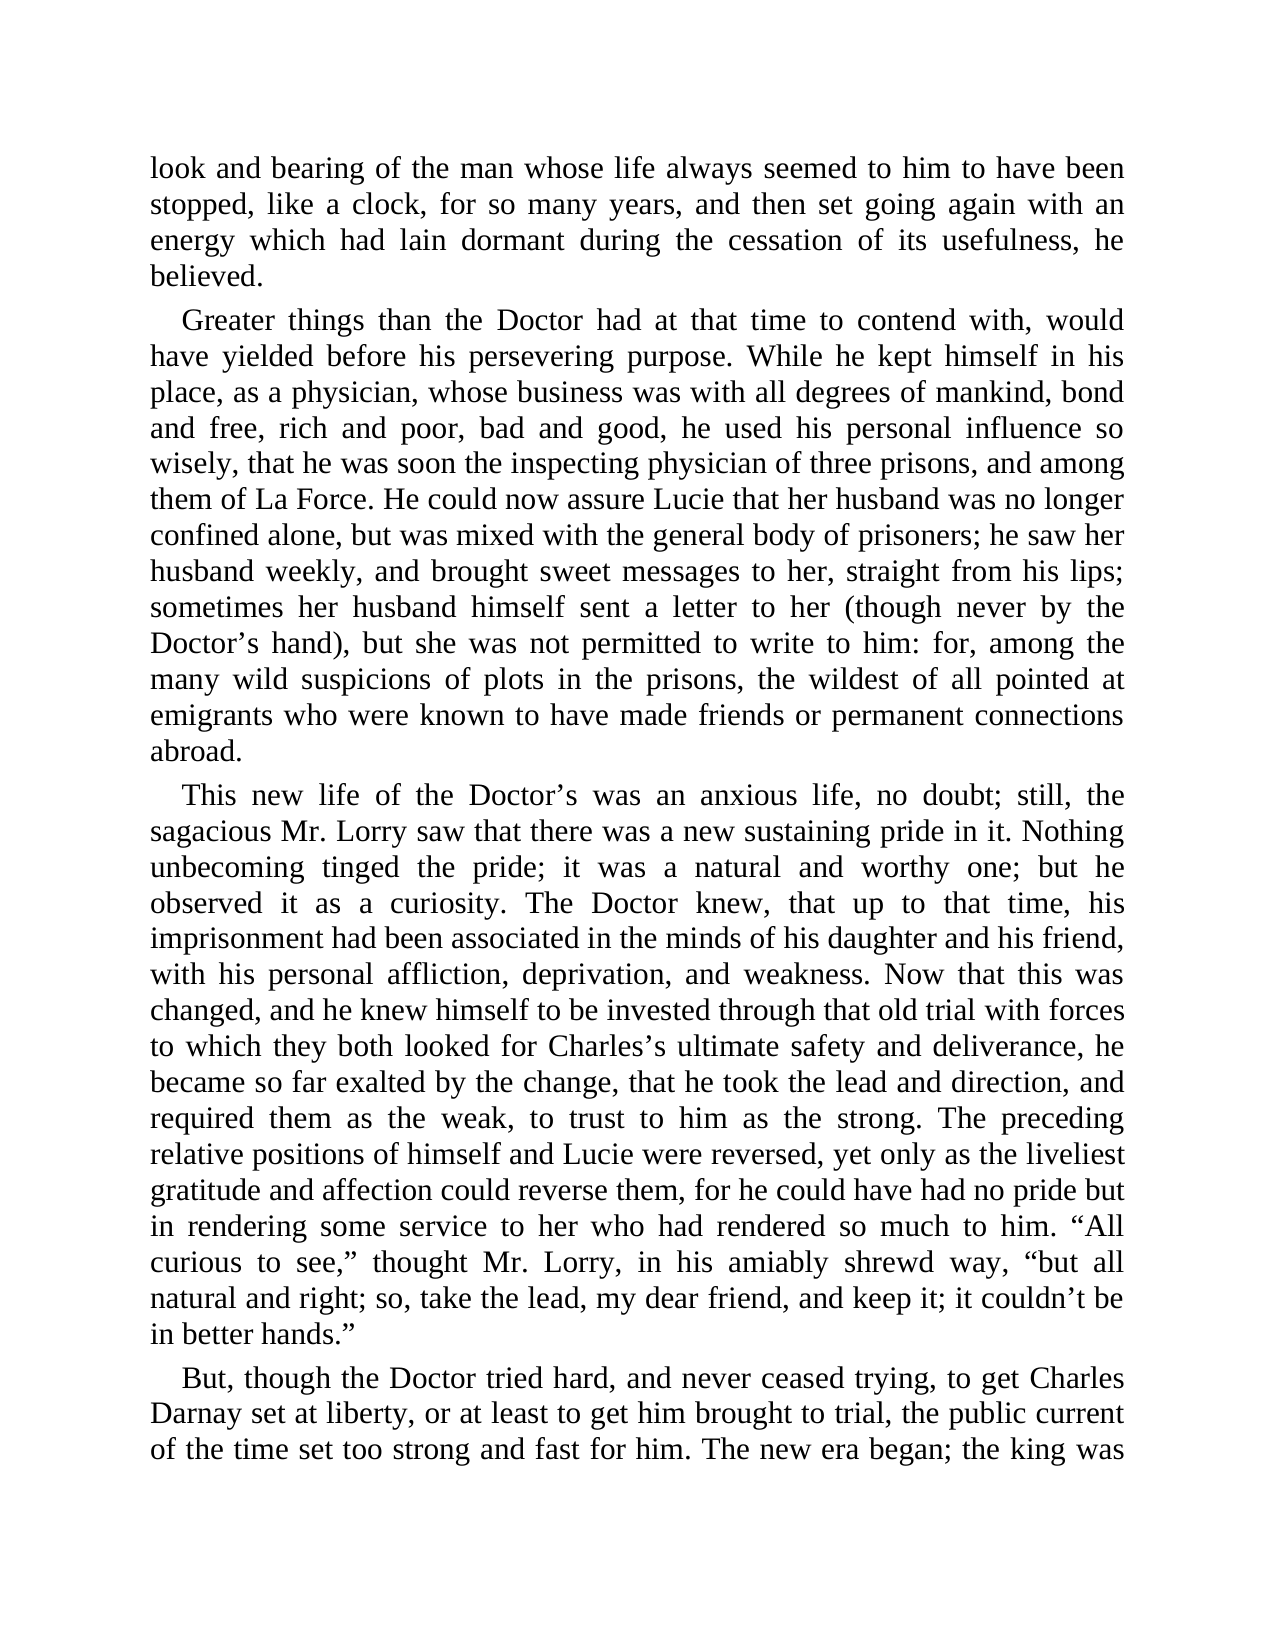 look and bearing of the man whose life always seemed to him to have been
stopped, like a clock, for so many years, and then set going again with an
energy which had lain dormant during the cessation of its usefulness, he
believed.
Greater things than the Doctor had at that time to contend with, would
have yielded before his persevering purpose. While he kept himself in his
place, as a physician, whose business was with all degrees of mankind, bond
and free, rich and poor, bad and good, he used his personal influence so
wisely, that he was soon the inspecting physician of three prisons, and among
them of La Force. He could now assure Lucie that her husband was no longer
confined alone, but was mixed with the general body of prisoners; he saw her
husband weekly, and brought sweet messages to her, straight from his lips;
sometimes her husband himself sent a letter to her (though never by the
Doctor’s hand), but she was not permitted to write to him: for, among the
many wild suspicions of plots in the prisons, the wildest of all pointed at
emigrants who were known to have made friends or permanent connections
abroad.
This new life of the Doctor’s was an anxious life, no doubt; still, the
sagacious Mr. Lorry saw that there was a new sustaining pride in it. Nothing
unbecoming tinged the pride; it was a natural and worthy one; but he
observed it as a curiosity. The Doctor knew, that up to that time, his
imprisonment had been associated in the minds of his daughter and his friend,
with his personal affliction, deprivation, and weakness. Now that this was
changed, and he knew himself to be invested through that old trial with forces
to which they both looked for Charles’s ultimate safety and deliverance, he
became so far exalted by the change, that he took the lead and direction, and
required them as the weak, to trust to him as the strong. The preceding
relative positions of himself and Lucie were reversed, yet only as the liveliest
gratitude and affection could reverse them, for he could have had no pride but
in rendering some service to her who had rendered so much to him. “All
curious to see,” thought Mr. Lorry, in his amiably shrewd way, “but all
natural and right; so, take the lead, my dear friend, and keep it; it couldn’t be
in better hands.”
But, though the Doctor tried hard, and never ceased trying, to get Charles
Darnay set at liberty, or at least to get him brought to trial, the public current
of the time set too strong and fast for him. The new era began; the king was